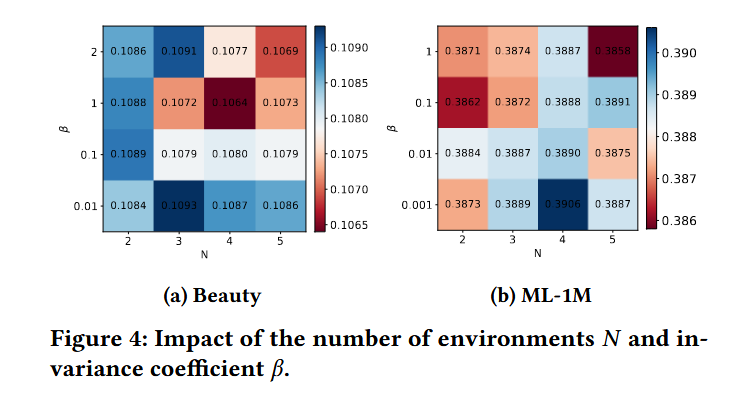 2 0.1086 0.1091 0.1077 0.1069
1 0.1088 0.1072 0.1064 0.1073
0.1 0.1089 0.1079 0.1080 0.1079
0.01 0.1084 0.1093 0.1087 0.1086
2 3 4 5
N
β
0.1090
0.1085
0.1080
0.1075
0.1070
0.1065
1 0.3871 0.3874 0.3887 0.3858
0.1 0.3862 0.3872 0.3888 0.3891
0.01 0.3884 0.3887 0.3890 0.3875
0.001 0.3873 0.3889 0.3906 0.3887
2 3 4 5
N
β
0.390
0.389
0.388
0.387
0.386
(a) Beauty
(b) ML-1M
Figure 4: Impact of the number of environments N and in-
variance coefficient β.